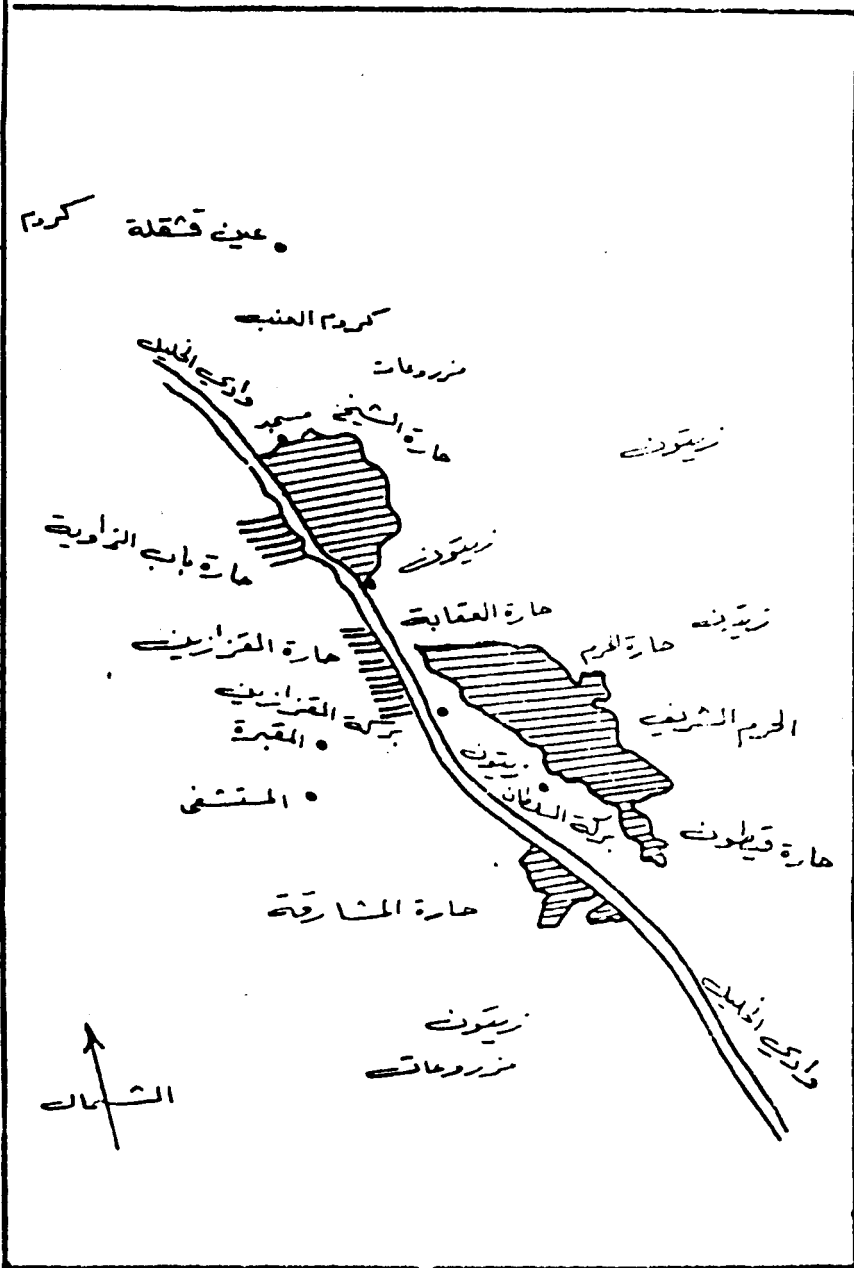 كروم
عين قشقلة
كروم العنب
وادي الخليل
مزروعات
مسجد
حارة الشيخ
زيتون
حارة باب الزاوية
زيتون
حارة العقابة
زيتون
حارة الحرم
حارة القزازين
بركة القزازين
الحرم الشريف
المقبرة
زيتون
المستشفى
بركة السلطان
حارة قيطون
حارة المشارقة
وادي الخليل
زيتون
مزروعات
الشمال